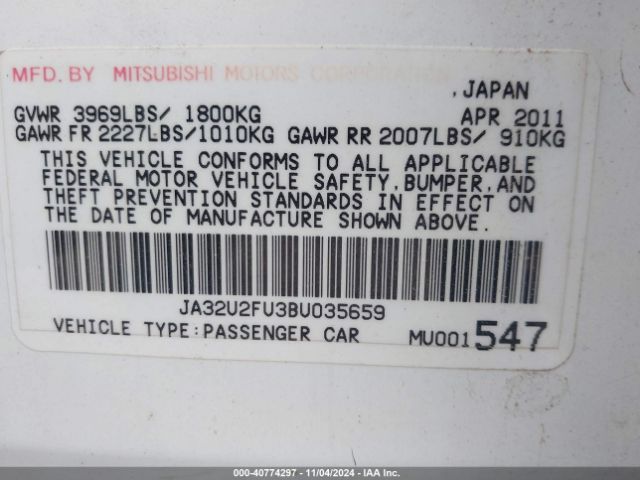 MFD. BY MITSUBISHI MOTORS CORPORATION
, JAPAN
GVWR 3969LBS/ 1800KG APR 2011
GAWR FR 2227LBS/1010KG GAWR RR 2007LBS/ 910KG
THIS VEHICLE CONFORMS TO ALL APPLICABLE
FEDERAL MOTOR VEHICLE SAFETY, BUMPER, AND
THEFT PREVENTION STANDARDS IN EFFECT ON
THE DATE OF MANUFACTURE SHOWN ABOVE.
JA32U2FU3BU035659
VEHICLE TYPE:PASSENGER CAR MU001547
000-40774297 - 11/04/2024 - IAAI.COM